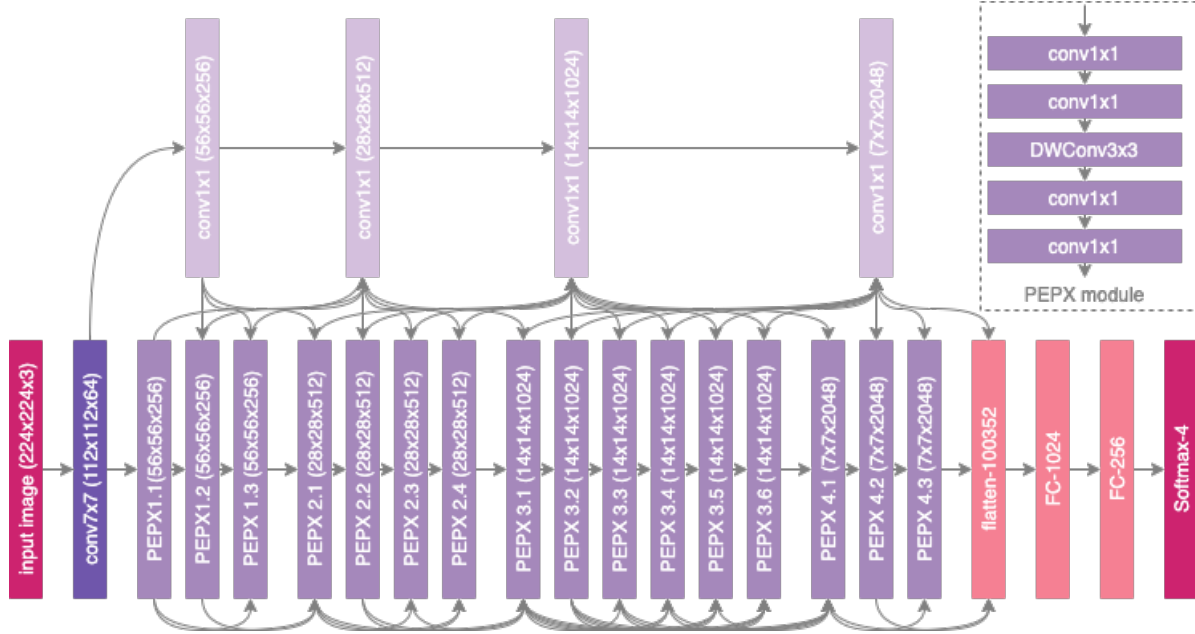 conv1x1 (56x56x256)
conv1x1 (28x28x512)
conv1x1 (14x14x1024)
conv1x1 (7x7x2048)
conv1x1
conv1x1
DWConv3x3
conv1x1
conv1x1
PEPX module
input image (224x224x3)
conv7x7 (112x112x64)
PEPX1.1(56x56x256)
PEPX1.2 (56x56x256)
PEPX 1.3 (56x56x256)
PEPX 2.1 (28x28x512)
PEPX 2.2 (28x28x512)
PEPX 2.3 (28x28x512)
PEPX 2.4 (28x28x512)
PEPX 3.1 (14x14x1024)
PEPX 3.2 (14x14x1024)
PEPX 3.3 (14x14x1024)
PEPX 3.4 (14x14x1024)
PEPX 3.5 (14x14x1024)
PEPX 3.6 (14x14x1024)
PEPX 4.1 (7x7x2048)
PEPX 4.2 (7x7x2048)
PEPX 4.3 (7x7x2048)
flatten-100352
FC-1024
FC-256
Softmax-4